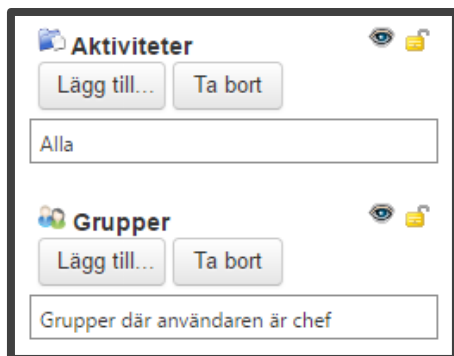 Aktiviteter
Lägg till... Ta bort
Alla
Grupper
Lägg till... Ta bort
Grupper där användaren är chef